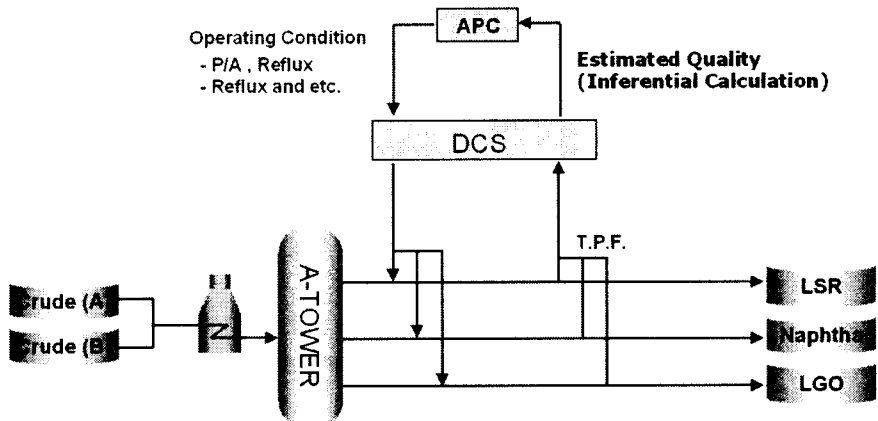 APC
Operating Condition
- P/A , Reflux
- Reflux and etc.
Estimated Quality
(Inferential Calculation)
DCS
T.P.F.
A-TOWER
Crude (A
Crude (B
LSR
Naphtha
LGO